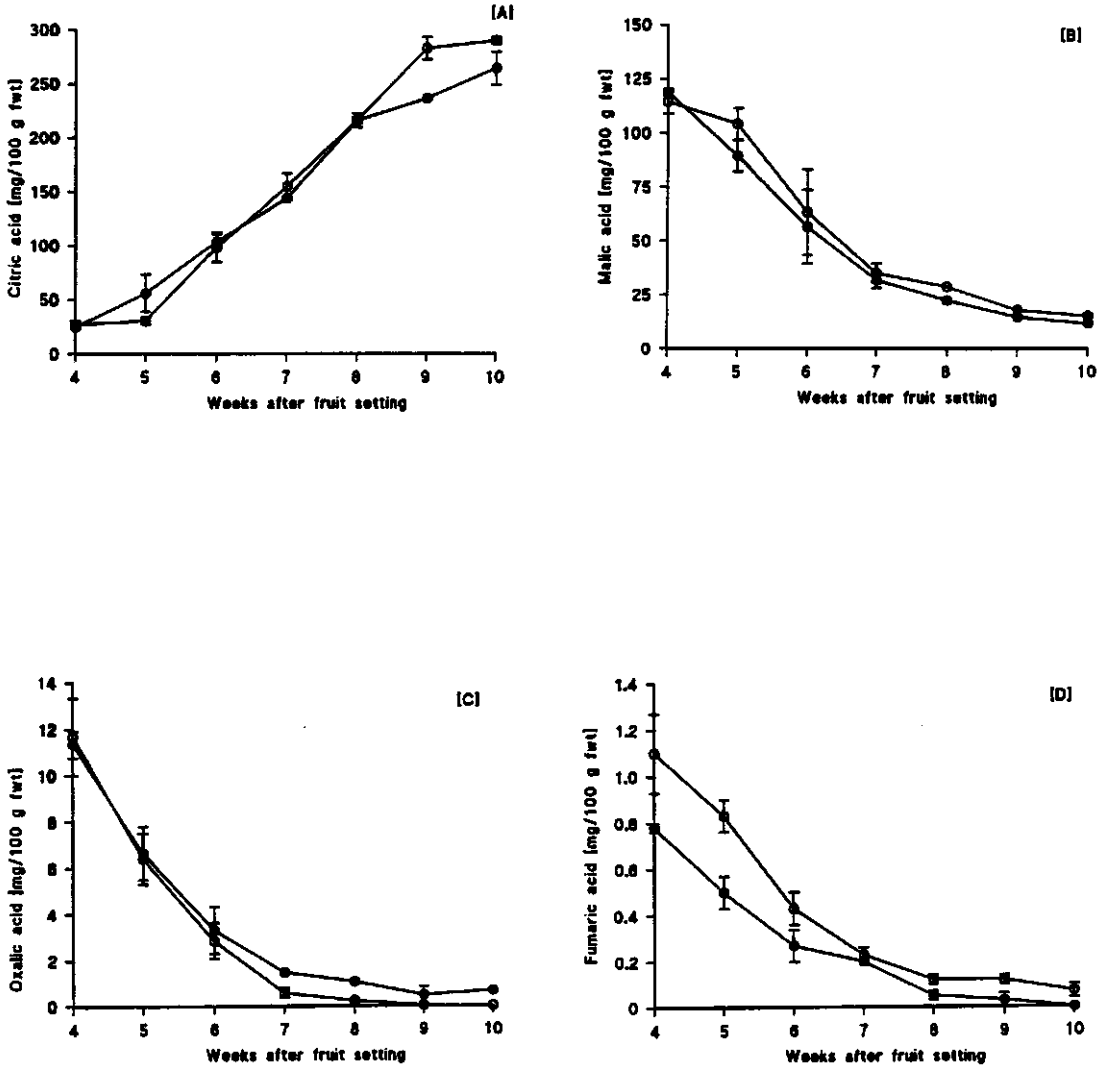 [A]
300
250
200
150
100
50
0
Citric acid [mg/100 g fwt]
4 5 6 7 8 9 10
Weeks after fruit setting
[B]
150
125
100
75
50
25
0
Malic acid [mg/100 g fwt]
4 5 6 7 8 9 10
Weeks after fruit setting
[C]
14
12
10
8
6
4
2
0
Oxalic acid [mg/100 g fwt]
4 5 6 7 8 9 10
Weeks after fruit setting
[D]
1.4
1.2
1.0
0.8
0.6
0.4
0.2
0
Fumaric acid [mg/100 g fwt]
4 5 6 7 8 9 10
Weeks after fruit setting